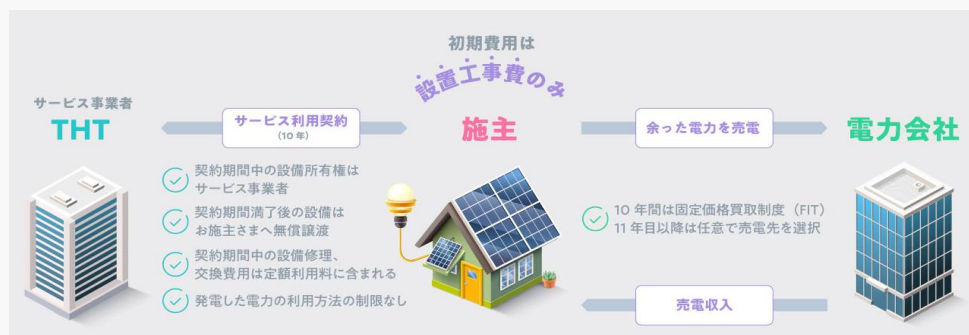 初期費用は
設置工事費のみ
サービス事業者
THT
サービス利用契約
(10年)
施主
余った電力を売電
電力会社
契約期間中の設備所有権は
サービス事業者
契約期間満了後の設備は
お施主さまへ無償譲渡
契約期間中の設備修理、
交換費用は定額利用料に含まれる
発電した電力の利用方法の制限なし
10年間は固定価格買取制度（FIT）
11年目以降は任意で売電先を選択
売電収入